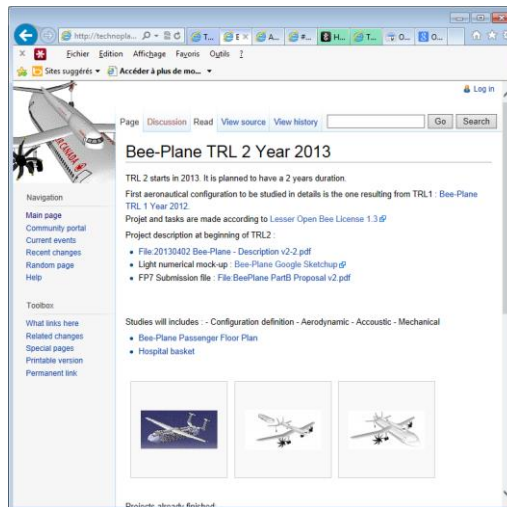 http://technopla...
T...
E
A...
#...
H...
T...
O...
O...
Fichier Edition Affichage Favoris Outils ?
Sites suggérés
Accéder à plus de mo...
Log in
Page Discussion Read View source View history Go Search
Bee-Plane TRL 2 Year 2013
TRL 2 starts in 2013. It is planned to have a 2 years duration.
First aeronautical configuration to be studied in details is the one resulting from TRL1 : Bee-Plane
TRL 1 Year 2012.
Projet and tasks are made according to Lesser Open Bee License 1.3
Project description at beginning of TRL2 :
File:20130402 Bee-Plane - Description v2-2.pdf
Light numerical mock-up : Bee-Plane Google Sketchup
FP7 Submission file : File:BeePlane PartB Proposal v2.pdf
Studies will includes : - Configuration definition - Aerodynamic - Accoustic - Mechanical
Bee-Plane Passenger Floor Plan
Hospital basket
Projects already finished:
Navigation
Main page
Community portal
Current events
Recent changes
Random page
Help
Toolbox
What links here
Related changes
Special pages
Printable version
Permanent link